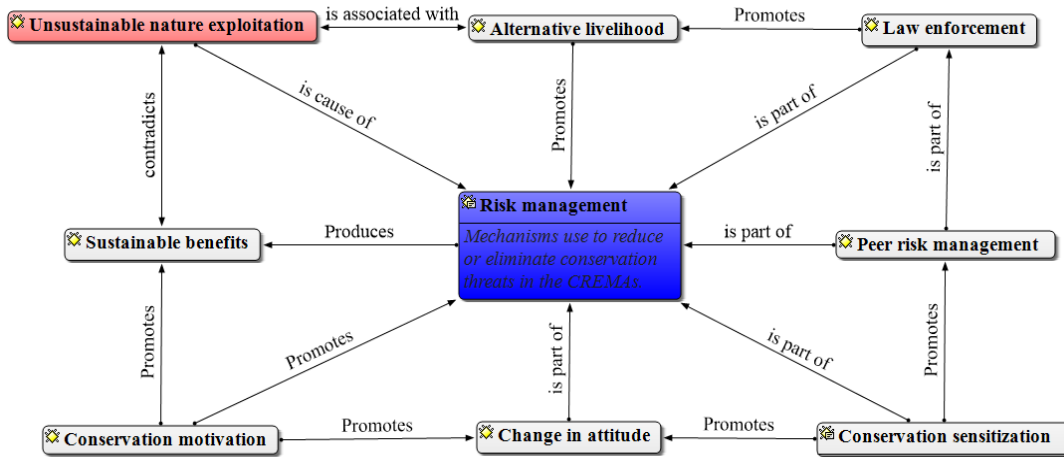 is associated with
Promotes
Unsustainable nature exploitation
Alternative livelihood
Law enforcement
is cause of
Promotes
is part of
contradicts
is part of
Risk management
Mechanisms use to reduce
or eliminate conservation
threats in the CREMAs.
Sustainable benefits
Produces
is part of
Peer risk management
Promotes
Promotes
is part of
is part of
Promotes
Conservation motivation
Promotes
Change in attitude
Promotes
Conservation sensitization